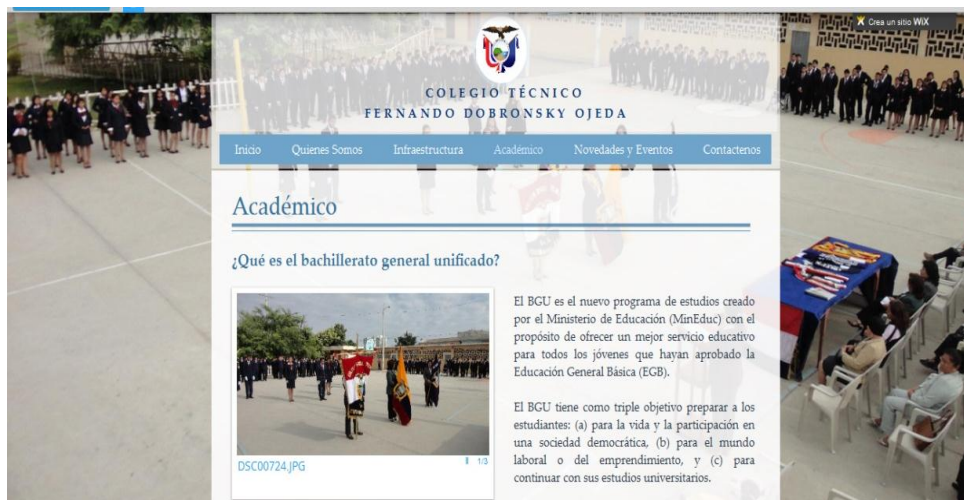 Crea un sitio WiX
COLEGIO TÉCNICO
FERNANDO DOBRONSKY OJEDA
Inicio Quienes Somos Infraestructura Académico Novedades y Eventos Contactenos
Académico
¿Qué es el bachillerato general unificado?
El BGU es el nuevo programa de estudios creado
por el Ministerio de Educación (MinEduc) con el
propósito de ofrecer un mejor servicio educativo
para todos los jóvenes que hayan aprobado la
Educación General Básica (EGB).
El BGU tiene como triple objetivo preparar a los
estudiantes: (a) para la vida y la participación en
una sociedad democrática, (b) para el mundo
laboral o del emprendimiento, y (c) para
continuar con sus estudios universitarios.
DSC00724.JPG
1/3